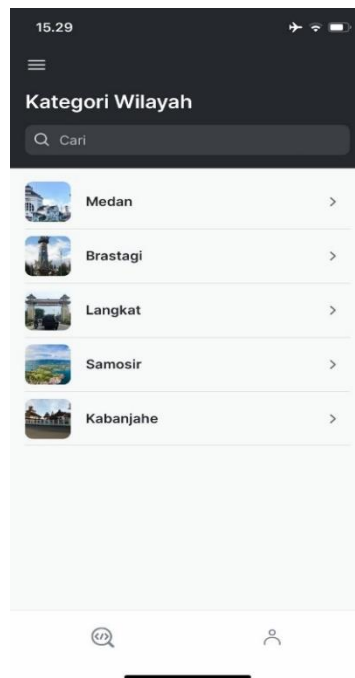 15.29
Kategori Wilayah
Cari
Medan
Brastagi
Langkat
Samosir
Kabanjahe